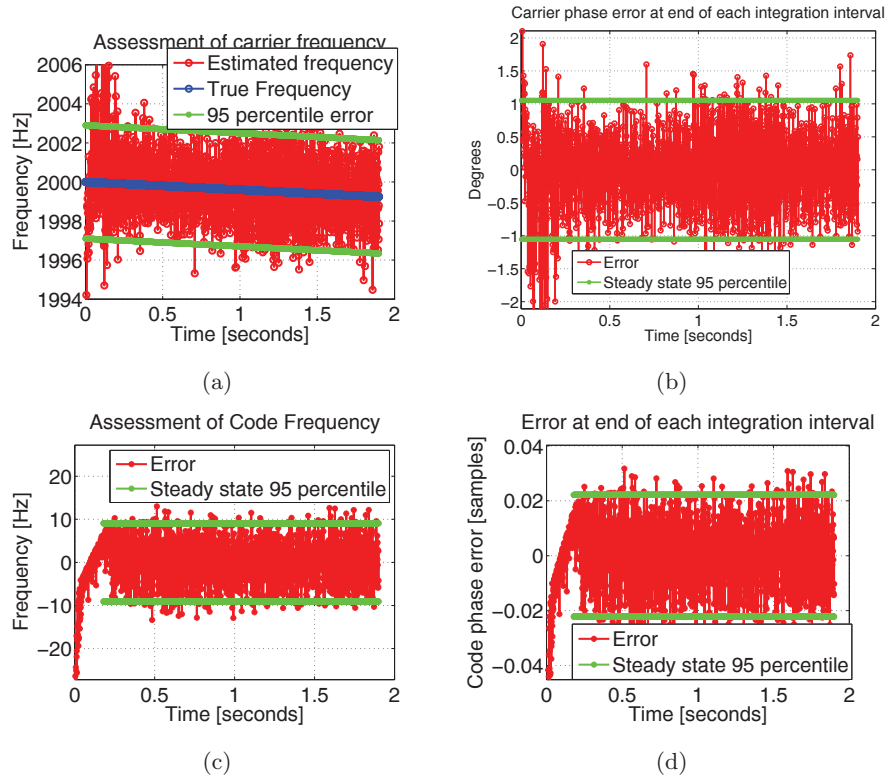 Assessment of carrier frequency
Estimated frequency
True Frequency
95 percentile error
Frequency [Hz]
2006
2004
2002
2000
1998
1996
1994
0 0.5 1 1.5 2
Time [seconds]
(a)
Carrier phase error at end of each integration interval
Degrees
2
1.5
1
0.5
0
-0.5
-1
-1.5
-2
Error
Steady state 95 percentile
0 0.5 1 1.5 2
Time [seconds]
(b)
Assessment of Code Frequency
Error
Steady state 95 percentile
Frequency [Hz]
20
10
0
−10
−20
0 0.5 1 1.5 2
Time [seconds]
(c)
Error at end of each integration interval
Code phase error [samples]
0.04
0.02
0
−0.02
−0.04
Error
Steady state 95 percentile
0 0.5 1 1.5 2
Time [seconds]
(d)